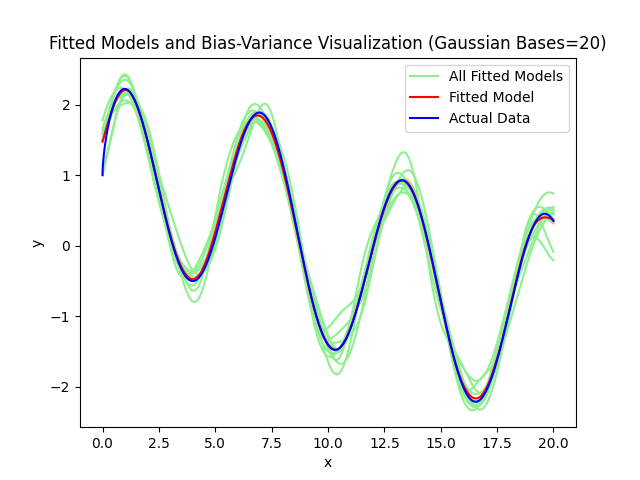 Fitted Models and Bias-Variance Visualization (Gaussian Bases=20)
All Fitted Models
Fitted Model
Actual Data
y
2
1
0
−1
−2
0.0 2.5 5.0 7.5 10.0 12.5 15.0 17.5 20.0
x